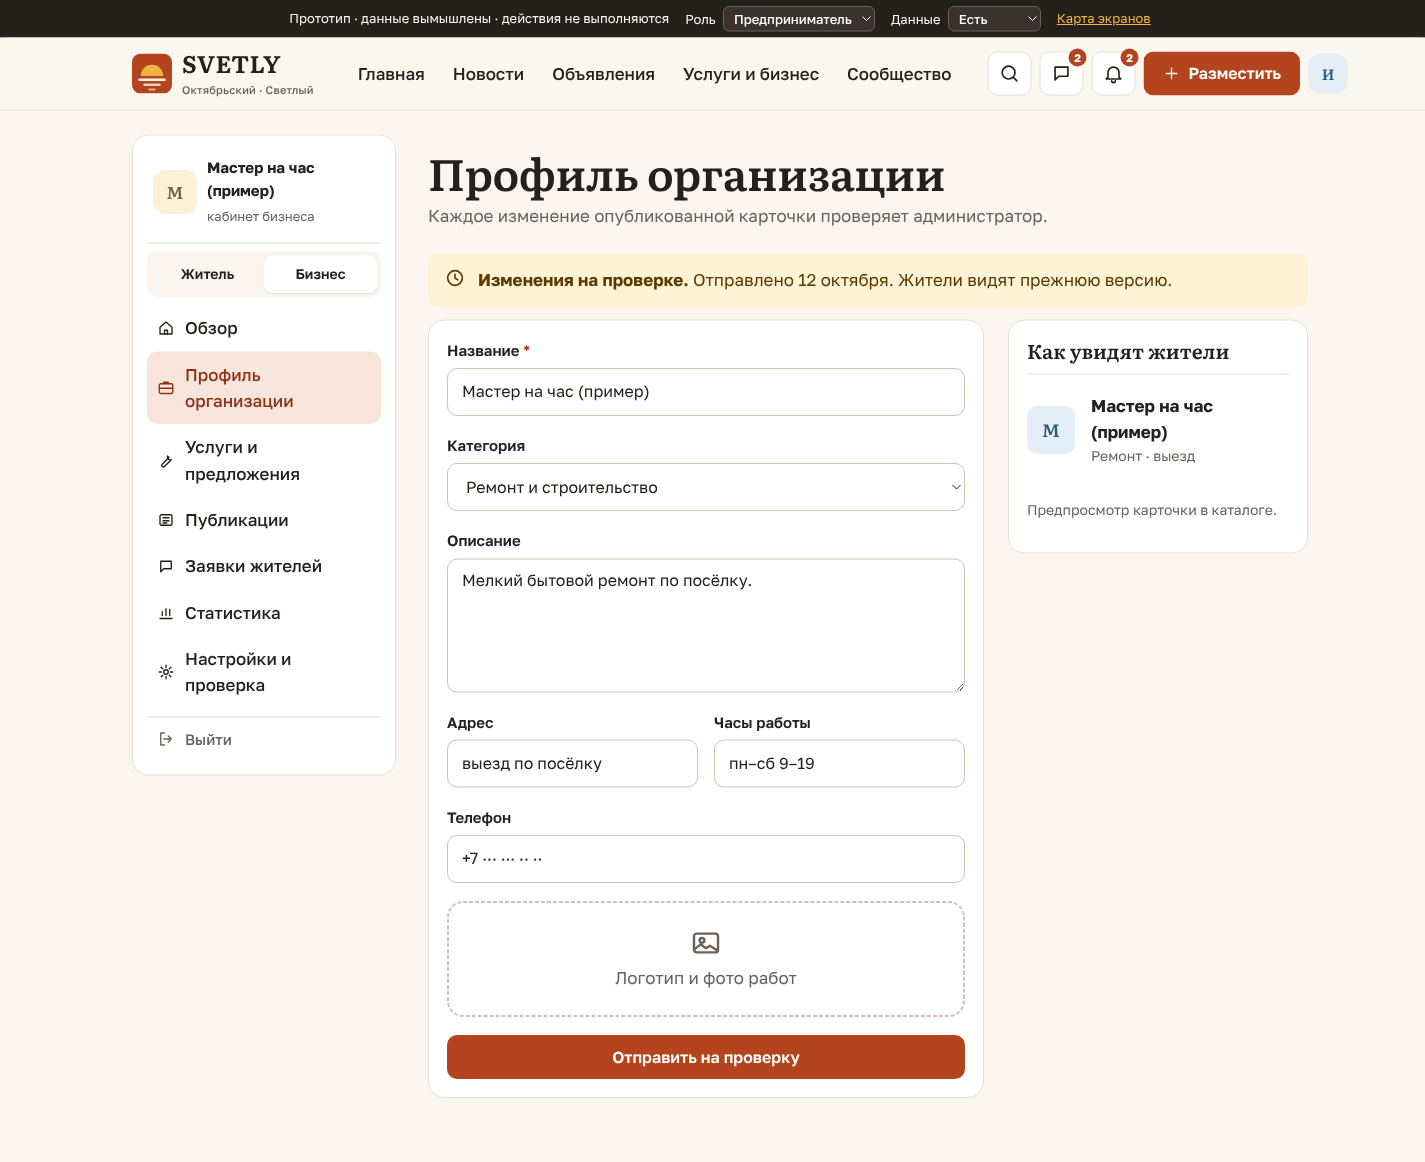 Прототип · данные вымышлены · действия не выполняются Роль Предприниматель Данные Есть Карта экранов
SVETLY
Октябрьский · Светлый
Главная Новости Объявления Услуги и бизнес Сообщество
2
2
Разместить
И
М
Мастер на час
(пример)
кабинет бизнеса
Житель Бизнес
Обзор
Профиль
организации
Услуги и
предложения
Публикации
Заявки жителей
Статистика
Настройки и
проверка
Выйти
Профиль организации
Каждое изменение опубликованной карточки проверяет администратор.
Изменения на проверке. Отправлено 12 октября. Жители видят прежнюю версию.
Название *
Мастер на час (пример)
Категория
Ремонт и строительство
Описание
Мелкий бытовой ремонт по посёлку.
Адрес Часы работы
выезд по посёлку пн–сб 9–19
Телефон
+7 ··· ··· ·· ··
Логотип и фото работ
Отправить на проверку
Как увидят жители
М
Мастер на час
(пример)
Ремонт · выезд
Предпросмотр карточки в каталоге.